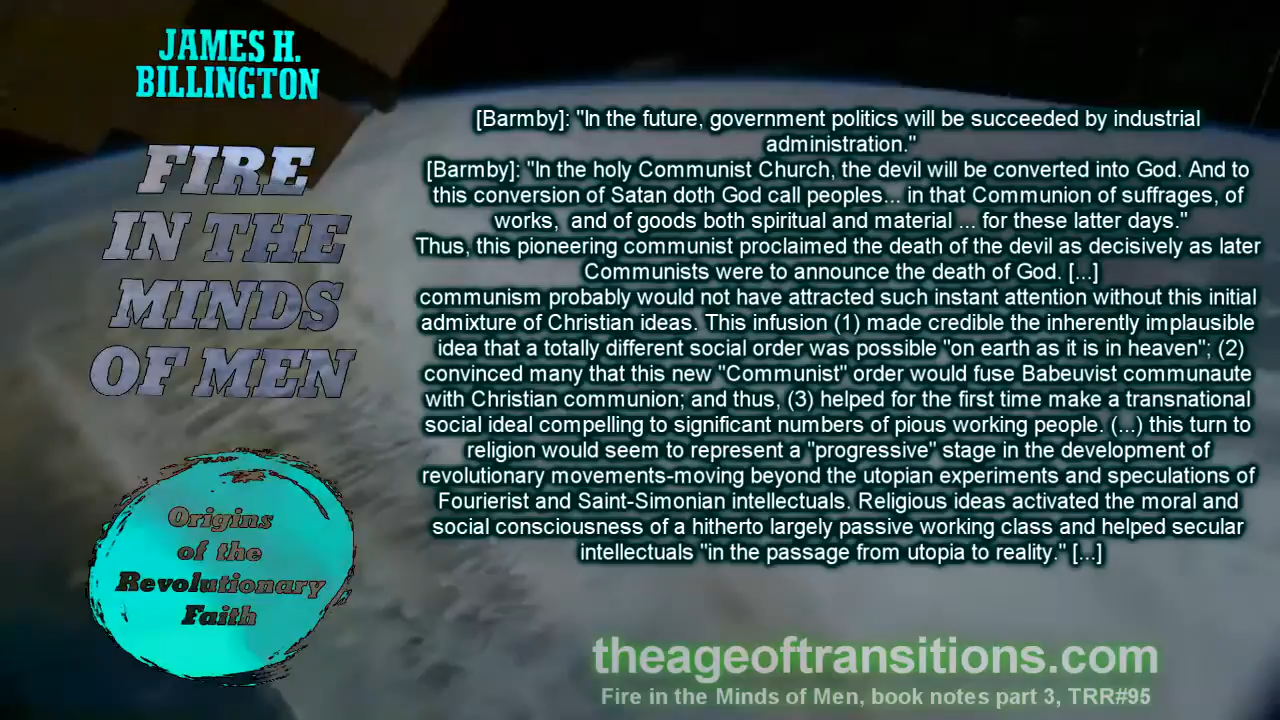 JAMES H.
BILLINGTON
FIRE
IN THE
MINDS
OF MEN
Origins
of the
Revolutionary
Faith
[Barmby]: "In the future, government politics will be succeeded by industrial
administration."
[Barmby]: "In the holy Communist Church, the devil will be converted into God. And to
this conversion of Satan doth God call peoples... in that Communion of suffrages, of
works,  and of goods both spiritual and material ... for these latter days."
Thus, this pioneering communist proclaimed the death of the devil as decisively as later
Communists were to announce the death of God. [...]
communism probably would not have attracted such instant attention without this initial
admixture of Christian ideas. This infusion (1) made credible the inherently implausible
idea that a totally different social order was possible "on earth as it is in heaven"; (2)
convinced many that this new "Communist" order would fuse Babeuvist communaute
with Christian communion; and thus, (3) helped for the first time make a transnational
social ideal compelling to significant numbers of pious working people. (...) this turn to
religion would seem to represent a "progressive" stage in the development of
revolutionary movements-moving beyond the utopian experiments and speculations of
Fourierist and Saint-Simonian intellectuals. Religious ideas activated the moral and
social consciousness of a hitherto largely passive working class and helped secular
intellectuals "in the passage from utopia to reality." [...]
theageoftransitions.com
Fire in the Minds of Men, book notes part 3, TRR#95